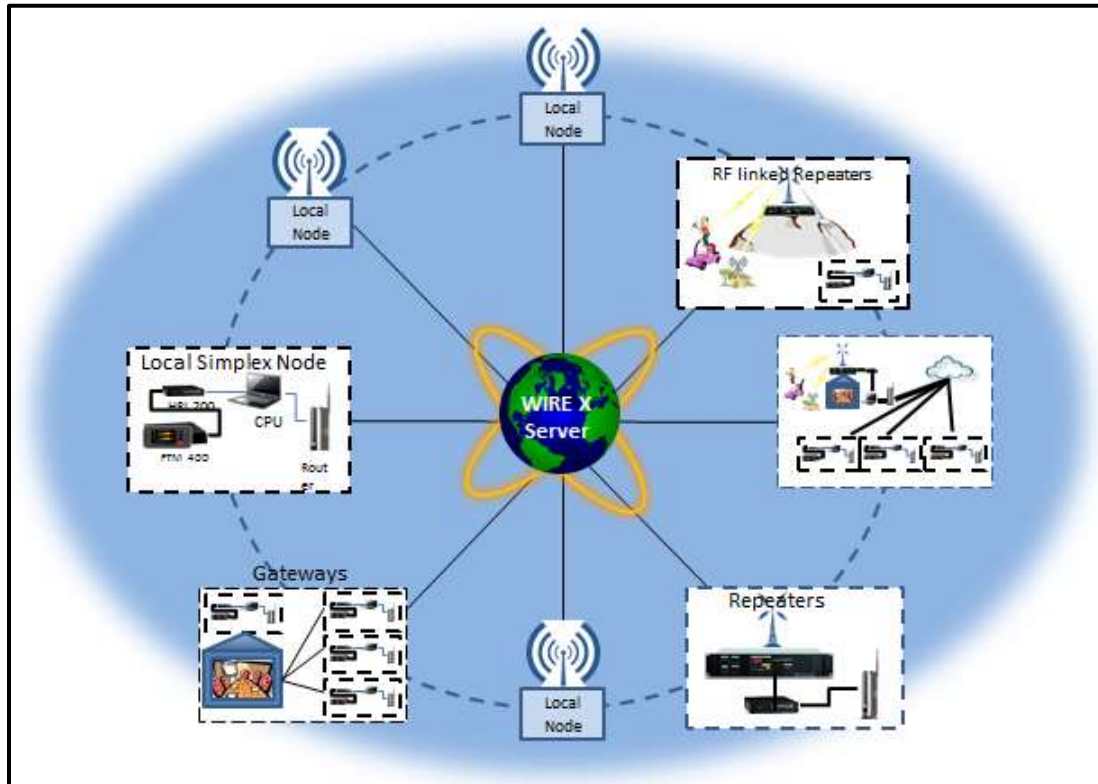 Local
Node
Local
Node
RF linked Repeaters
Local Simplex Node
HRI-200
CPU
FTM-400
Rout
er
WIRE X
Server
Gateways
Repeaters
Local
Node